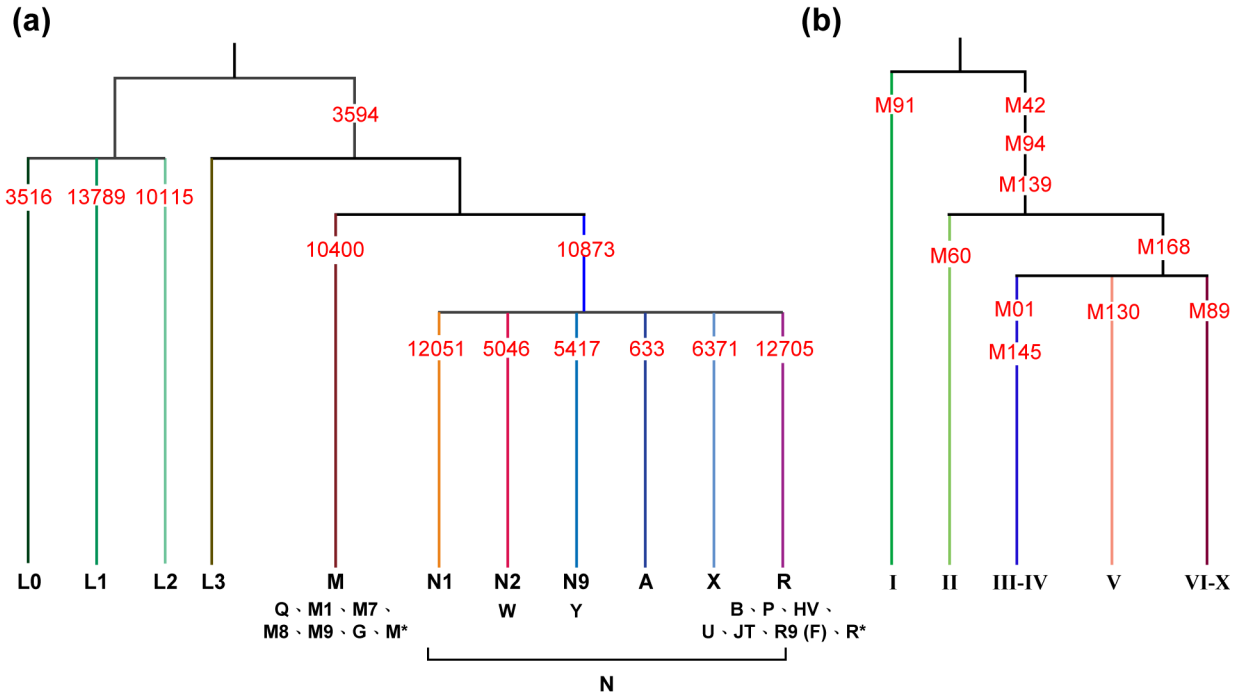 (a)
3594
3516 13789 10115
10400 10873
12051 5046 5417 633 6371 12705
L0 L1 L2 L3 M N1 N2 N9 A X R
Q、M1、M7、
M8、M9、G、M*
W
Y
B、P、HV、
U、JT、R9 (F)、R*
N
(b)
M91 M42
M94
M139
M60 M168
M01 M130 M89
M145
I II III-IV V VI-X